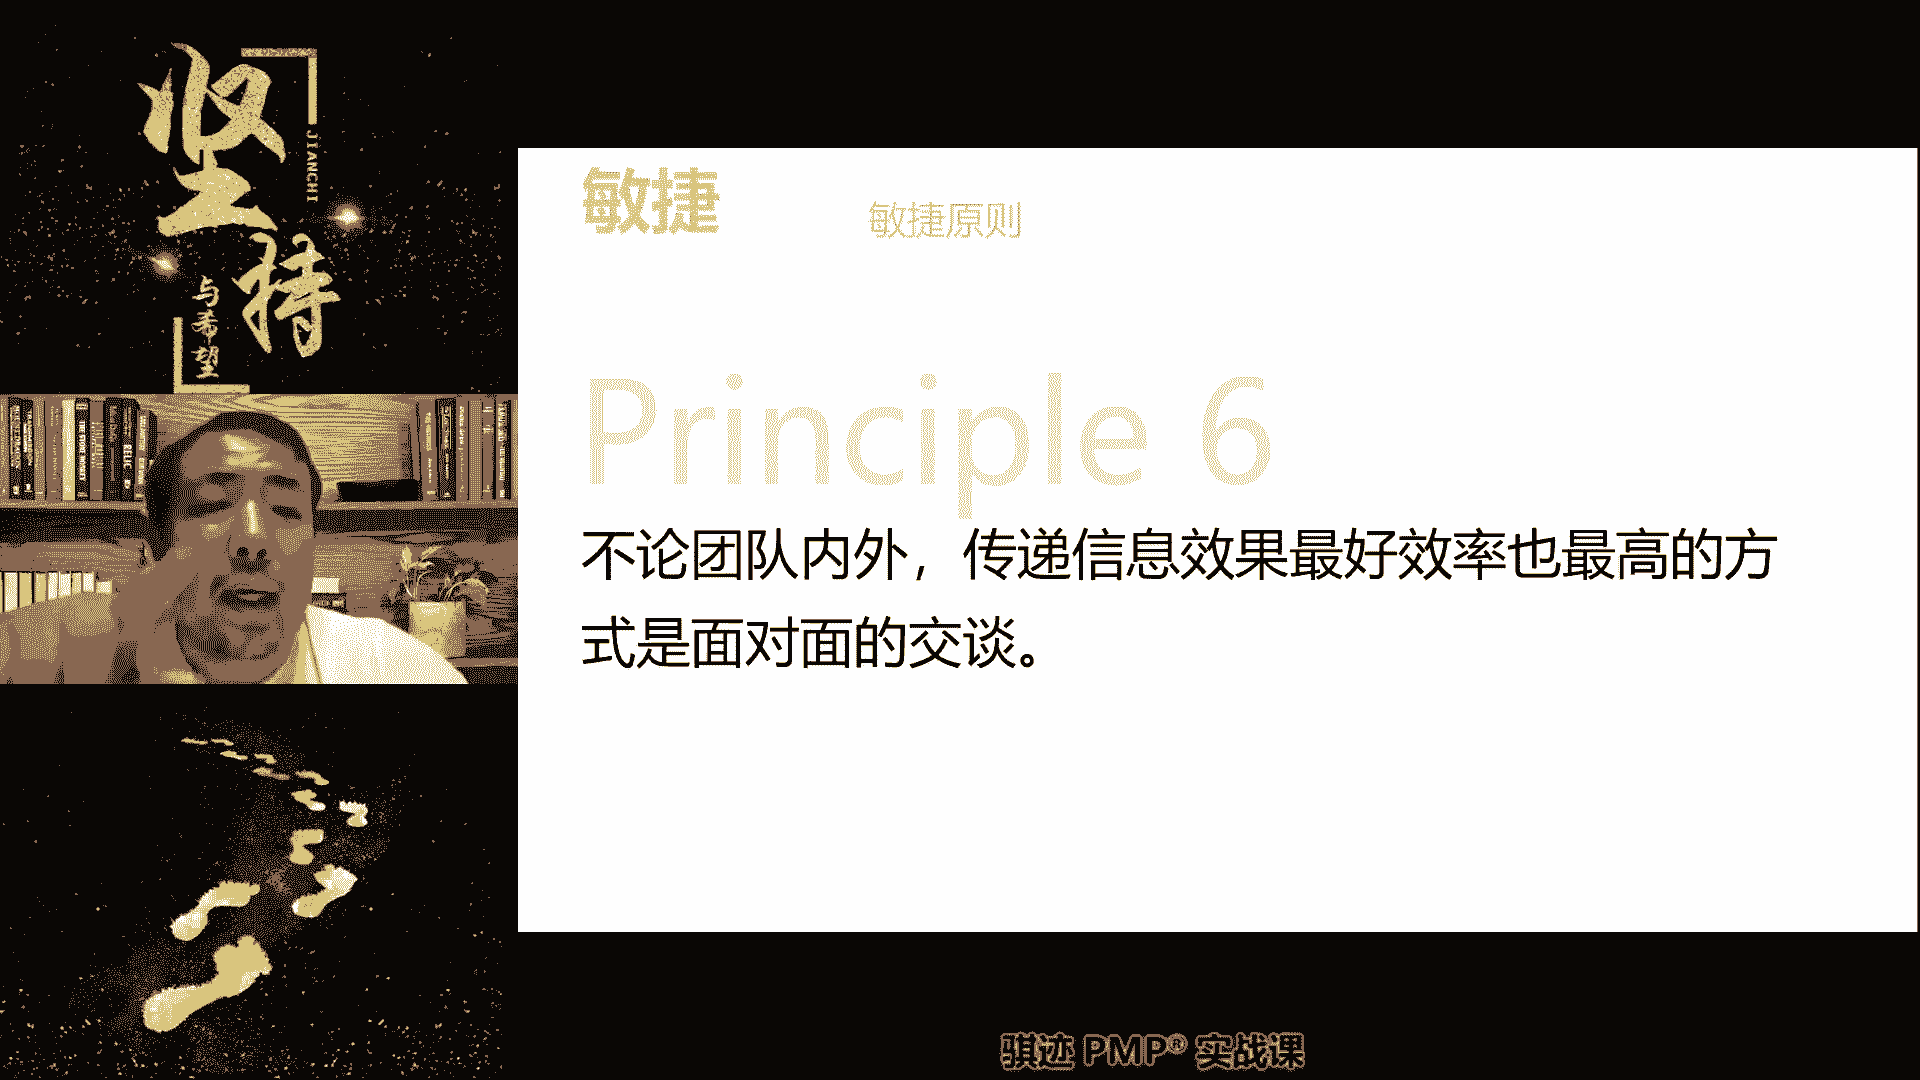 坚持
JIANCHI
与希望
敏捷
敏捷原则
Principle 6
不论团队内外，传递信息效果最好效率也最高的方
式是面对面的交谈。
骐迹 PMP® 实战课